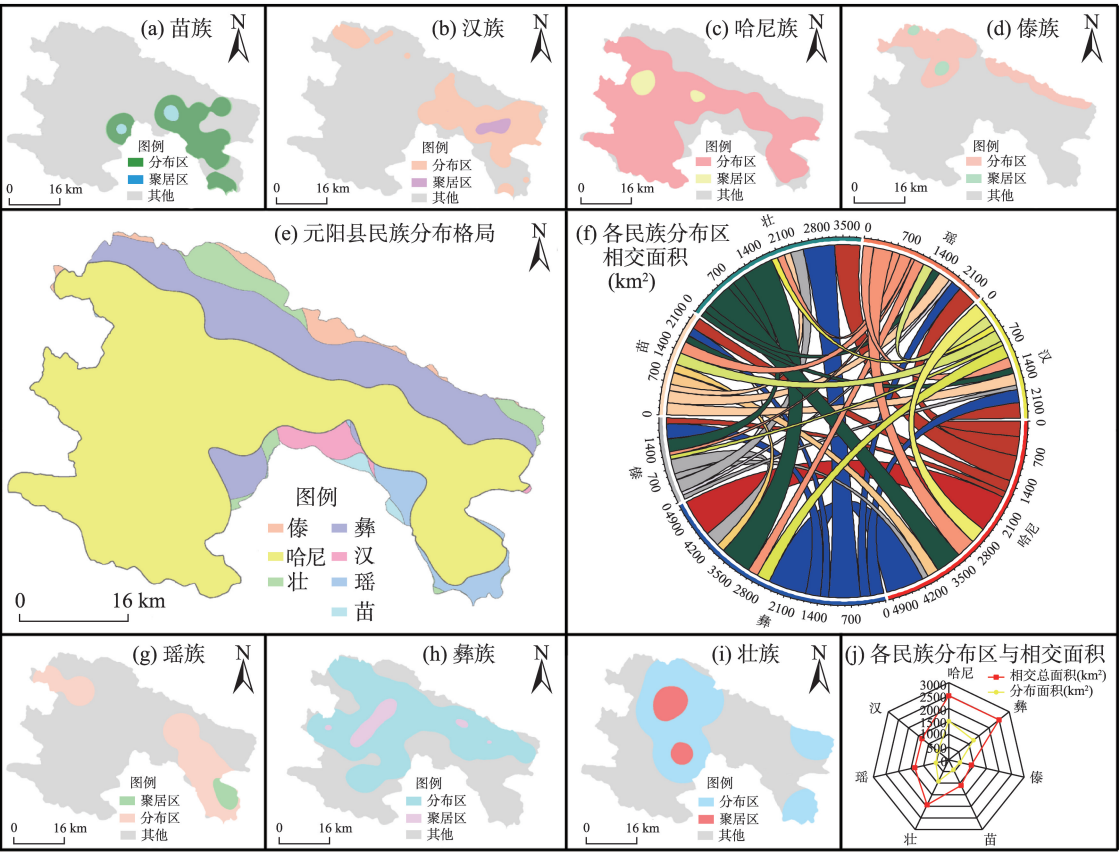 (a) 苗族
N
图例
分布区
聚居区
其他
0 16 km
(b) 汉族
N
图例
分布区
聚居区
其他
0 16 km
(c) 哈尼族
N
图例
分布区
聚居区
其他
0 16 km
(d) 傣族
N
图例
分布区
聚居区
其他
0 16 km
(e) 元阳县民族分布格局
N
图例
傣 彝
哈尼 汉
壮 瑶
苗
0 16 km
(f) 各民族分布区
相交面积
(km²)
壮
0 700 1400 2100 2800 3500
瑶
0 700 1400 2100
汉
0 700 1400 2100
哈尼
0 700 1400 2100 2800 3500 4200 4900
彝
0 700 1400 2100 2800 3500 4200 4900
傣
0 700 1400
苗
0 700 1400 2100
(g) 瑶族
N
图例
聚居区
分布区
其他
0 16 km
(h) 彝族
N
图例
分布区
聚居区
其他
0 16 km
(i) 壮族
N
图例
分布区
聚居区
其他
0 16 km
(j) 各民族分布区与相交面积
哈尼
相交总面积(km²)
分布面积(km²)
3000
2500
2000
1500
1000
500
0
彝
傣
苗
壮
瑶
汉